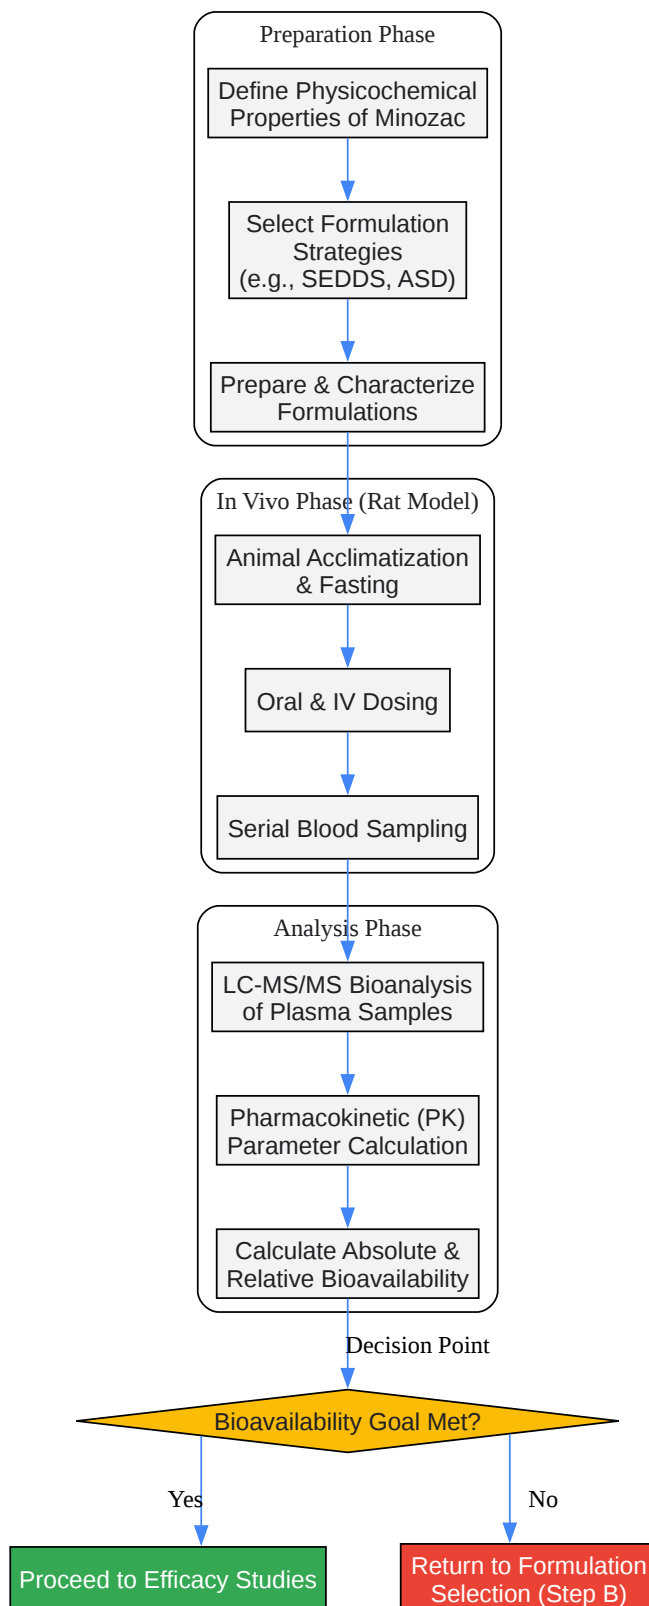 Preparation Phase
Define Physicochemical
Properties of Minozac
Select Formulation
Strategies
(e.g., SEDDS, ASD)
Prepare & Characterize
Formulations
In Vivo Phase (Rat Model)
Animal Acclimatization
& Fasting
Oral & IV Dosing
Serial Blood Sampling
Analysis Phase
LC-MS/MS Bioanalysis
of Plasma Samples
Pharmacokinetic (PK)
Parameter Calculation
Calculate Absolute &
Relative Bioavailability
Decision Point
Bioavailability Goal Met?
Yes
No
Proceed to Efficacy Studies
Return to Formulation
Selection (Step B)